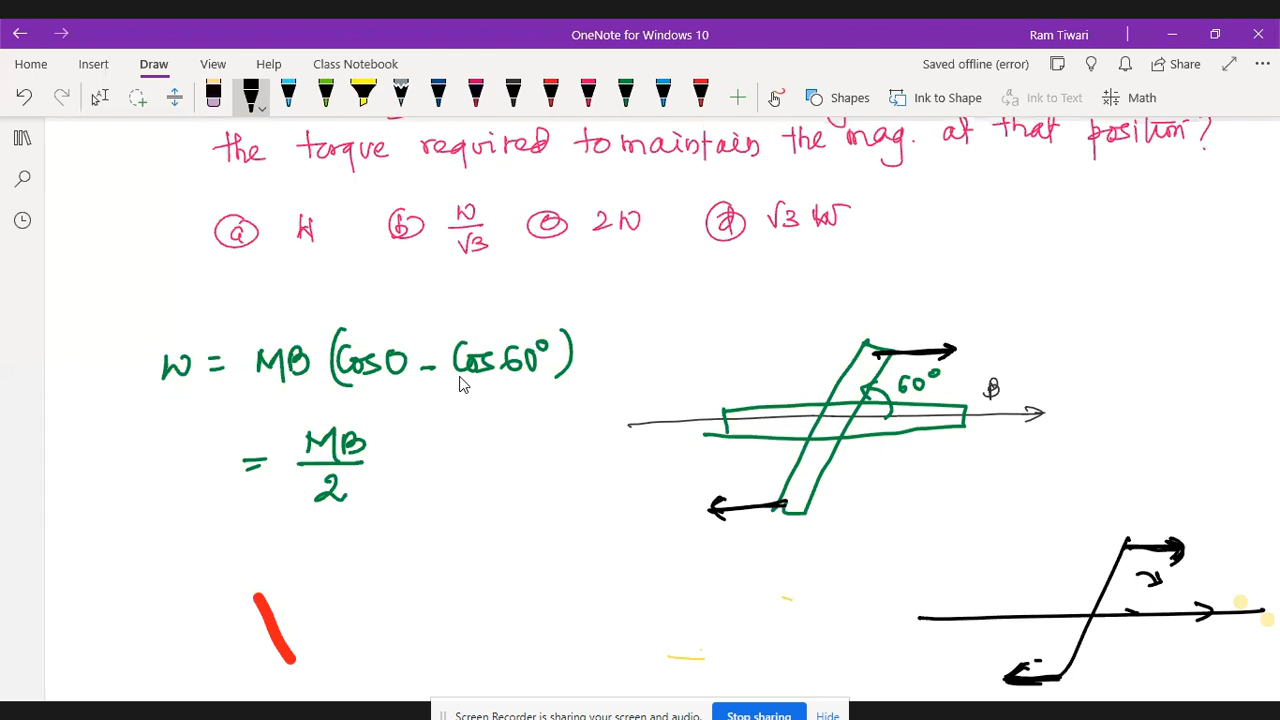 OneNote for Windows 10
Ram Tiwari
Home Insert Draw View Help Class Notebook
Saved offline (error)
Share
Shapes
Ink to Shape
Ink to Text
Math
the torque required to maintain the mag. at that position?
ⓐ W ⓑ W/√3 ⓒ 2W ⓓ √3 W
W = MB (Cos0 - Cos60°)
= MB/2
60°
B
Screen Recorder is sharing your screen and audio.
Stop sharing
Hide